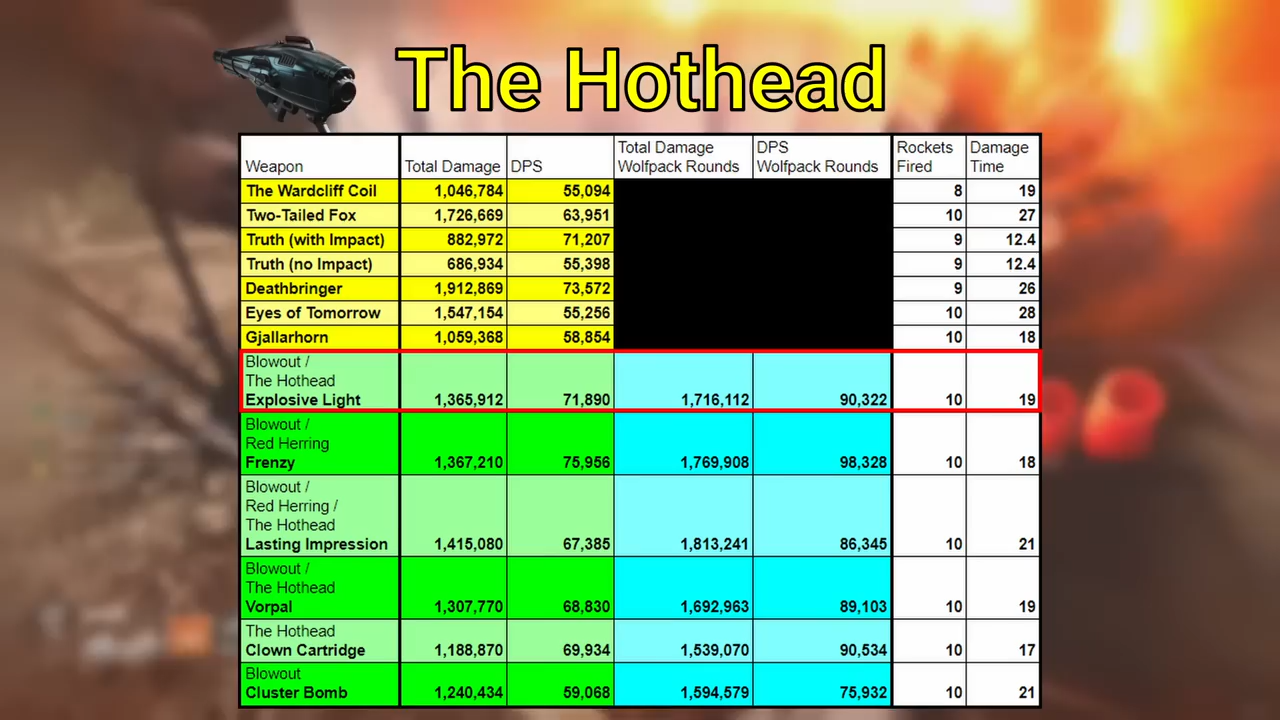 The Hothead
Weapon Total Damage DPS Total Damage Wolfpack Rounds DPS Wolfpack Rounds Rockets Fired Damage Time
The Wardcliff Coil 1,046,784 55,094 8 19
Two-Tailed Fox 1,726,669 63,951 10 27
Truth (with Impact) 882,972 71,207 9 12.4
Truth (no Impact) 686,934 55,398 9 12.4
Deathbringer 1,912,869 73,572 9 26
Eyes of Tomorrow 1,547,154 55,256 10 28
Gjallarhorn 1,059,368 58,854 10 18
Blowout /
The Hothead
Explosive Light 1,365,912 71,890 1,716,112 90,322 10 19
Blowout /
Red Herring
Frenzy 1,367,210 75,956 1,769,908 98,328 10 18
Blowout /
Red Herring /
The Hothead
Lasting Impression 1,415,080 67,385 1,813,241 86,345 10 21
Blowout /
The Hothead
Vorpal 1,307,770 68,830 1,692,963 89,103 10 19
The Hothead
Clown Cartridge 1,188,870 69,934 1,539,070 90,534 10 17
Blowout
Cluster Bomb 1,240,434 59,068 1,594,579 75,932 10 21